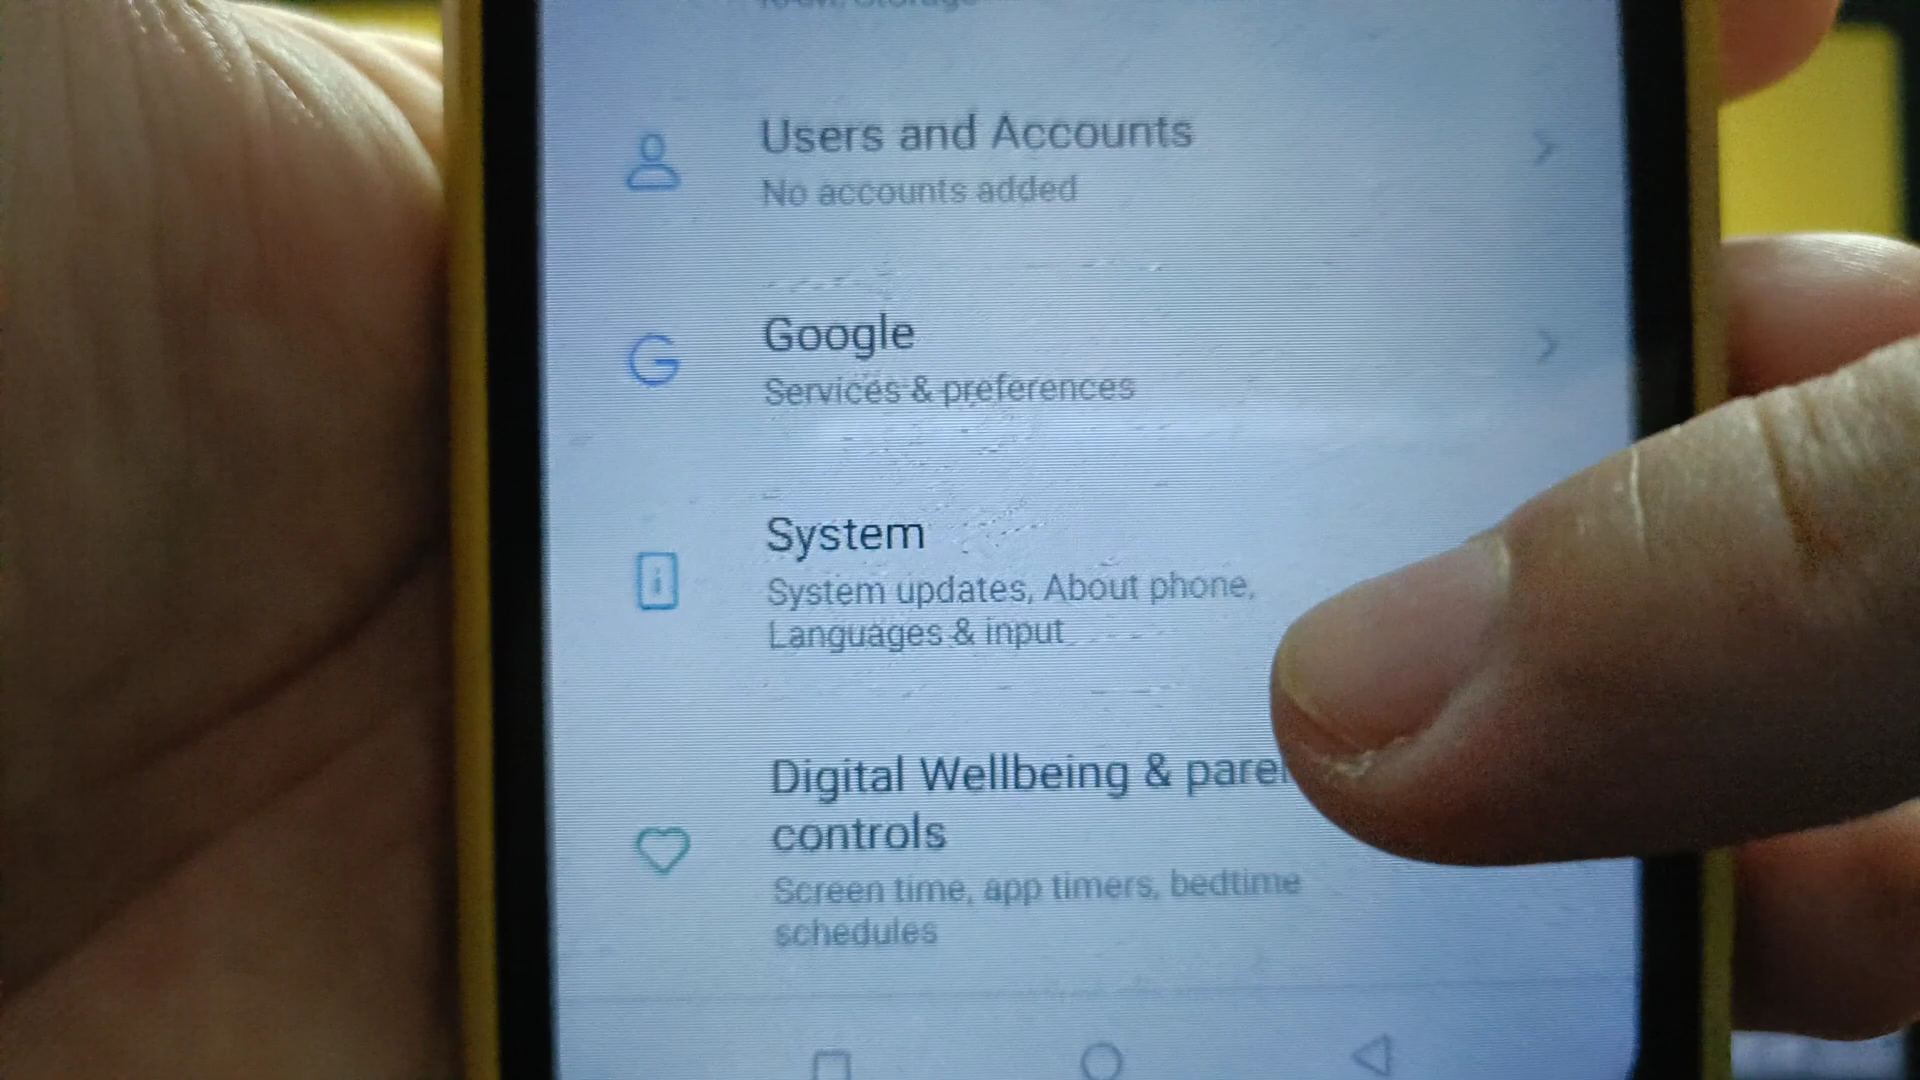 Users and Accounts
No accounts added
Google
Services & preferences
System
System updates, About phone,
Languages & input
Digital Wellbeing & parer
controls
Screen time, app timers, bedtime
schedules